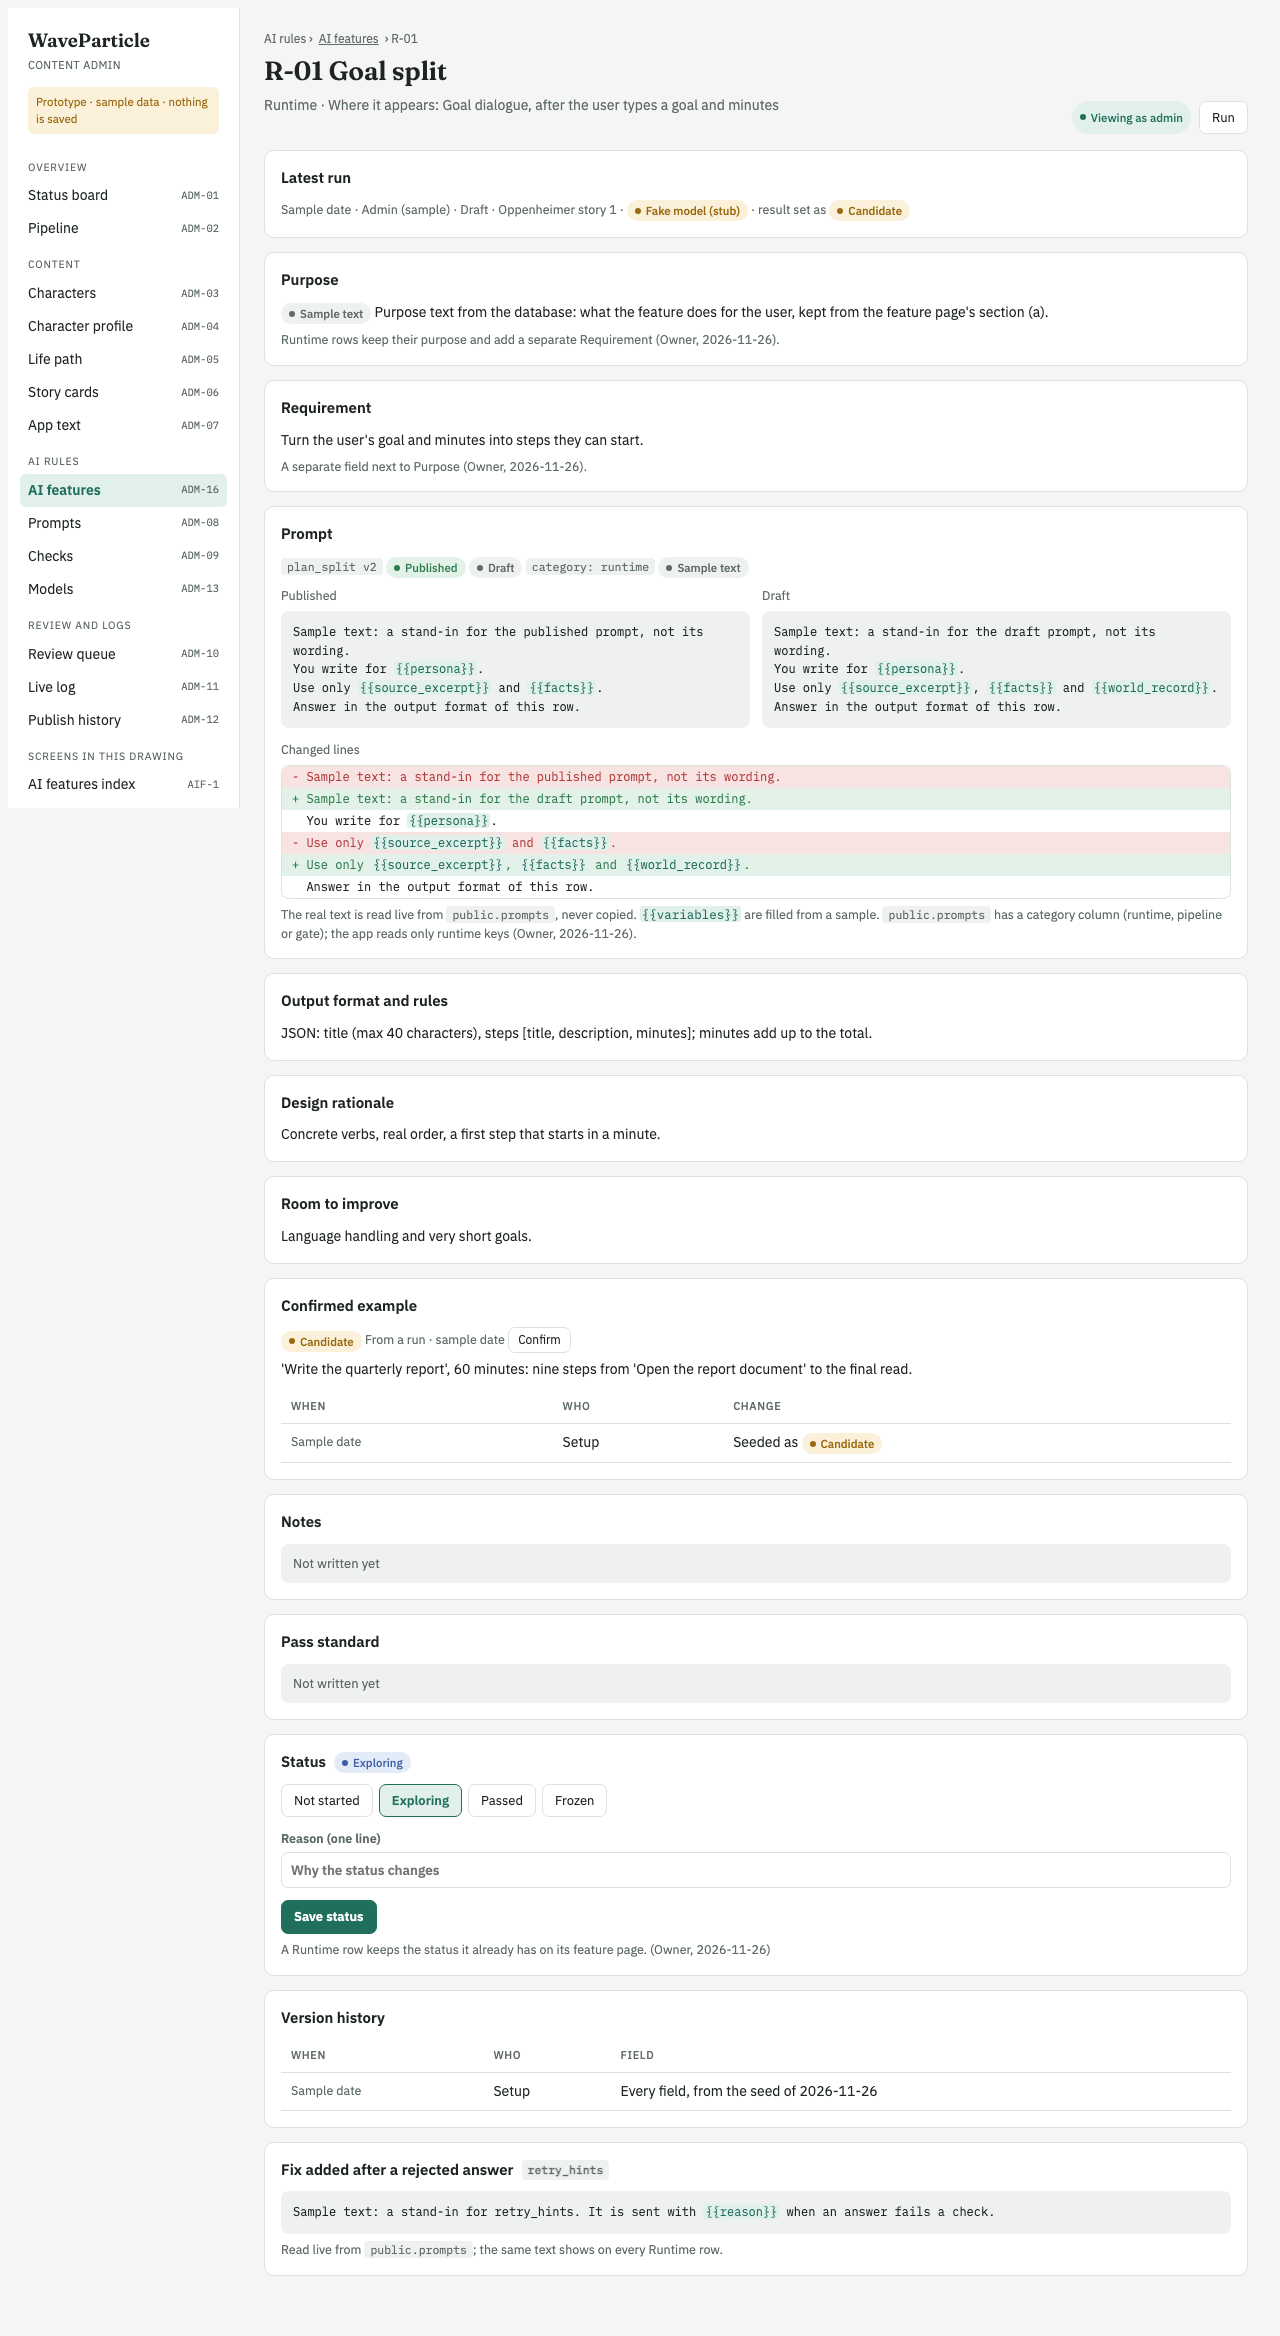 WaveParticle
CONTENT ADMIN
Prototype · sample data · nothing
is saved
OVERVIEW
Status board ADM-01
Pipeline ADM-02
CONTENT
Characters ADM-03
Character profile ADM-04
Life path ADM-05
Story cards ADM-06
App text ADM-07
AI RULES
AI features ADM-16
Prompts ADM-08
Checks ADM-09
Models ADM-13
REVIEW AND LOGS
Review queue ADM-10
Live log ADM-11
Publish history ADM-12
SCREENS IN THIS DRAWING
AI features index AIF-1
AI rules › AI features › R-01
R-01 Goal split
Runtime · Where it appears: Goal dialogue, after the user types a goal and minutes
Viewing as admin Run
Latest run
Sample date · Admin (sample) · Draft · Oppenheimer story 1 · Fake model (stub) · result set as Candidate
Purpose
Sample text Purpose text from the database: what the feature does for the user, kept from the feature page's section (a).
Runtime rows keep their purpose and add a separate Requirement (Owner, 2026-11-26).
Requirement
Turn the user's goal and minutes into steps they can start.
A separate field next to Purpose (Owner, 2026-11-26).
Prompt
plan_split v2 Published Draft category: runtime Sample text
Published
Sample text: a stand-in for the published prompt, not its
wording.
You write for {{persona}}.
Use only {{source_excerpt}} and {{facts}}.
Answer in the output format of this row.
Draft
Sample text: a stand-in for the draft prompt, not its
wording.
You write for {{persona}}.
Use only {{source_excerpt}}, {{facts}} and {{world_record}}.
Answer in the output format of this row.
Changed lines
- Sample text: a stand-in for the published prompt, not its wording.
+ Sample text: a stand-in for the draft prompt, not its wording.
You write for {{persona}}.
- Use only {{source_excerpt}} and {{facts}}.
+ Use only {{source_excerpt}}, {{facts}} and {{world_record}}.
Answer in the output format of this row.
The real text is read live from public.prompts, never copied. {{variables}} are filled from a sample. public.prompts has a category column (runtime, pipeline
or gate); the app reads only runtime keys (Owner, 2026-11-26).
Output format and rules
JSON: title (max 40 characters), steps [title, description, minutes]; minutes add up to the total.
Design rationale
Concrete verbs, real order, a first step that starts in a minute.
Room to improve
Language handling and very short goals.
Confirmed example
Candidate From a run · sample date Confirm
'Write the quarterly report', 60 minutes: nine steps from 'Open the report document' to the final read.
WHEN WHO CHANGE
Sample date Setup Seeded as Candidate
Notes
Not written yet
Pass standard
Not written yet
Status Exploring
Not started Exploring Passed Frozen
Reason (one line)
Why the status changes
Save status
A Runtime row keeps the status it already has on its feature page. (Owner, 2026-11-26)
Version history
WHEN WHO FIELD
Sample date Setup Every field, from the seed of 2026-11-26
Fix added after a rejected answer retry_hints
Sample text: a stand-in for retry_hints. It is sent with {{reason}} when an answer fails a check.
Read live from public.prompts; the same text shows on every Runtime row.